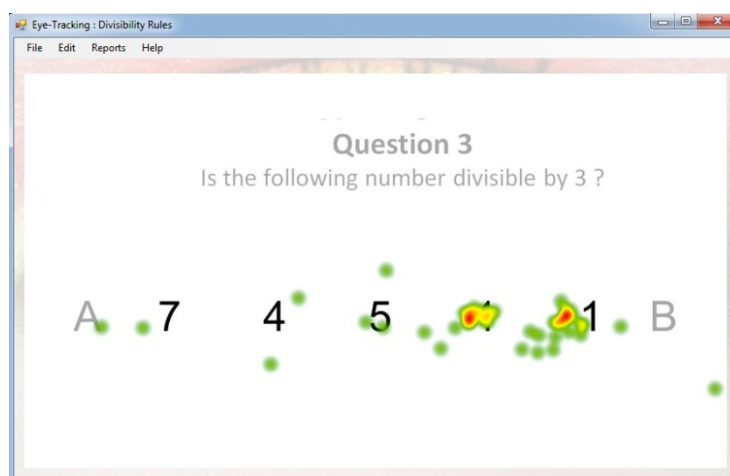 Eye-Tracking : Divisibility Rules
File Edit Reports Help
Question 3
Is the following number divisible by 3 ?
A 7 4 5 1 B